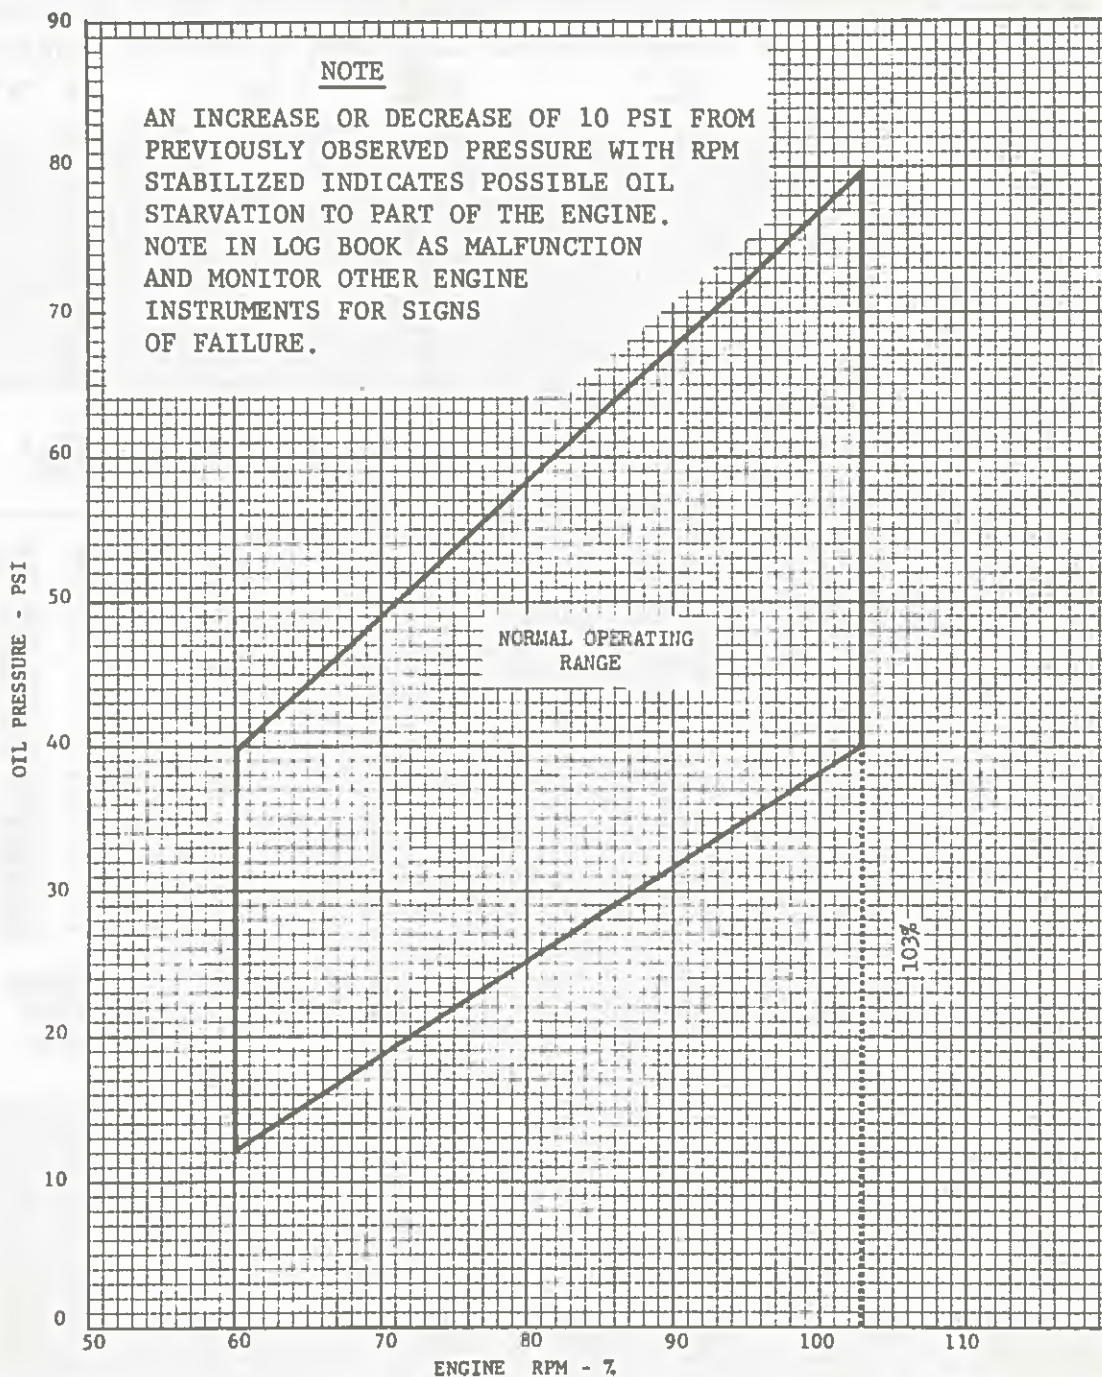 90
NOTE
AN INCREASE OR DECREASE OF 10 PSI FROM
PREVIOUSLY OBSERVED PRESSURE WITH RPM
STABILIZED INDICATES POSSIBLE OIL
STARVATION TO PART OF THE ENGINE.
NOTE IN LOG BOOK AS MALFUNCTION
AND MONITOR OTHER ENGINE
INSTRUMENTS FOR SIGNS
OF FAILURE.
80
70
60
50
40
30
20
10
0
OIL PRESSURE - PSI
NORMAL OPERATING
RANGE
103%
50 60 70 80 90 100 110
ENGINE RPM - %